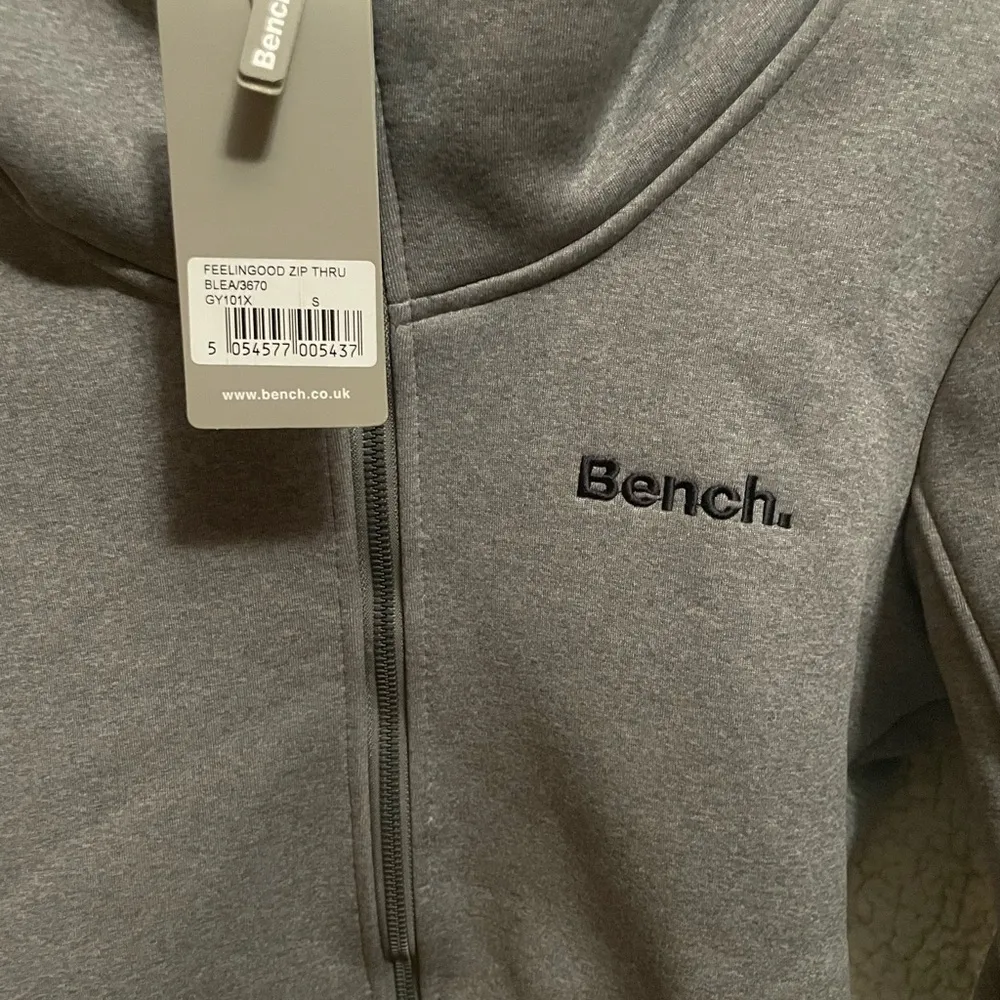 Bench
FEELINGOOD ZIP THRU
BLEA/3670
GY101X S
5 054577 005437
www.bench.co.uk
Bench.